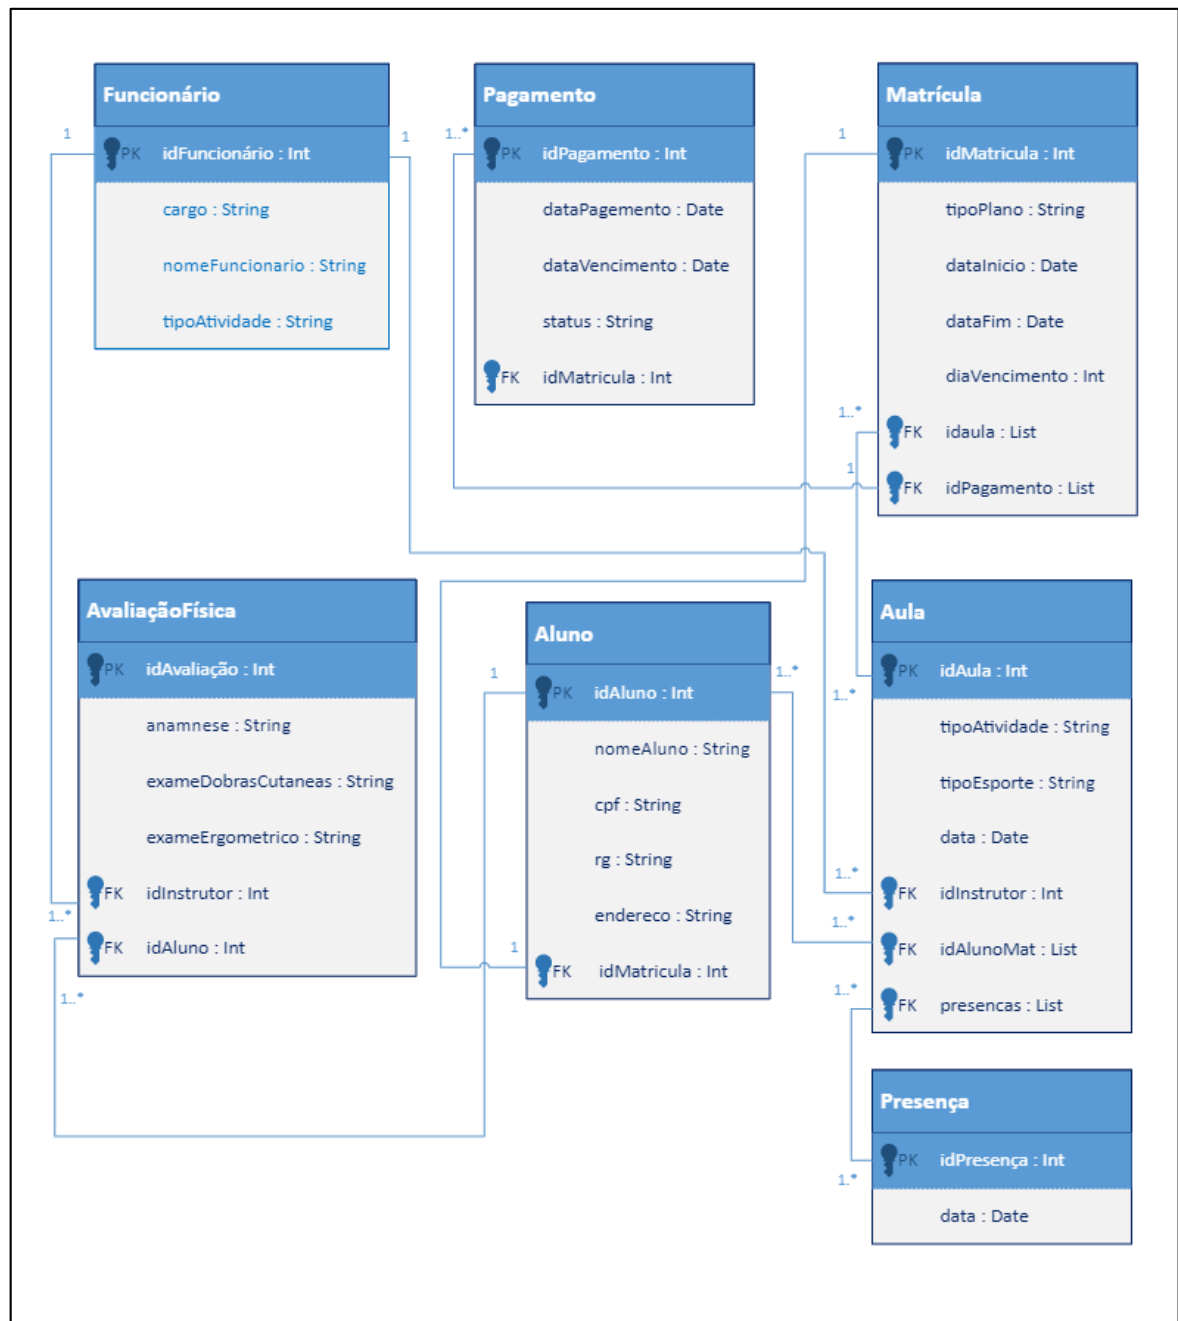 Funcionário
1
PK idFuncionário : Int
1
cargo : String
nomeFuncionario : String
tipoAtividade : String
Pagamento
1..*
PK idPagamento : Int
dataPagemento : Date
dataVencimento : Date
status : String
FK idMatricula : Int
Matrícula
1
PK idMatricula : Int
tipoPlano : String
dataInicio : Date
dataFim : Date
diaVencimento : Int
1..*
FK idaula : List
1
FK idPagamento : List
AvaliaçãoFísica
PK idAvaliação : Int
anamnese : String
exameDobrasCutaneas : String
exameErgometrico : String
FK idInstrutor : Int
1..*
FK idAluno : Int
1..*
Aluno
1
PK idAluno : Int
1..*
nomeAluno : String
cpf : String
rg : String
endereco : String
1
FK idMatricula : Int
Aula
PK idAula : Int
1..*
tipoAtividade : String
tipoEsporte : String
data : Date
1..*
FK idInstrutor : Int
1..*
FK idAlunoMat : List
1..*
FK presencas : List
Presença
PK idPresença : Int
1.*
data : Date